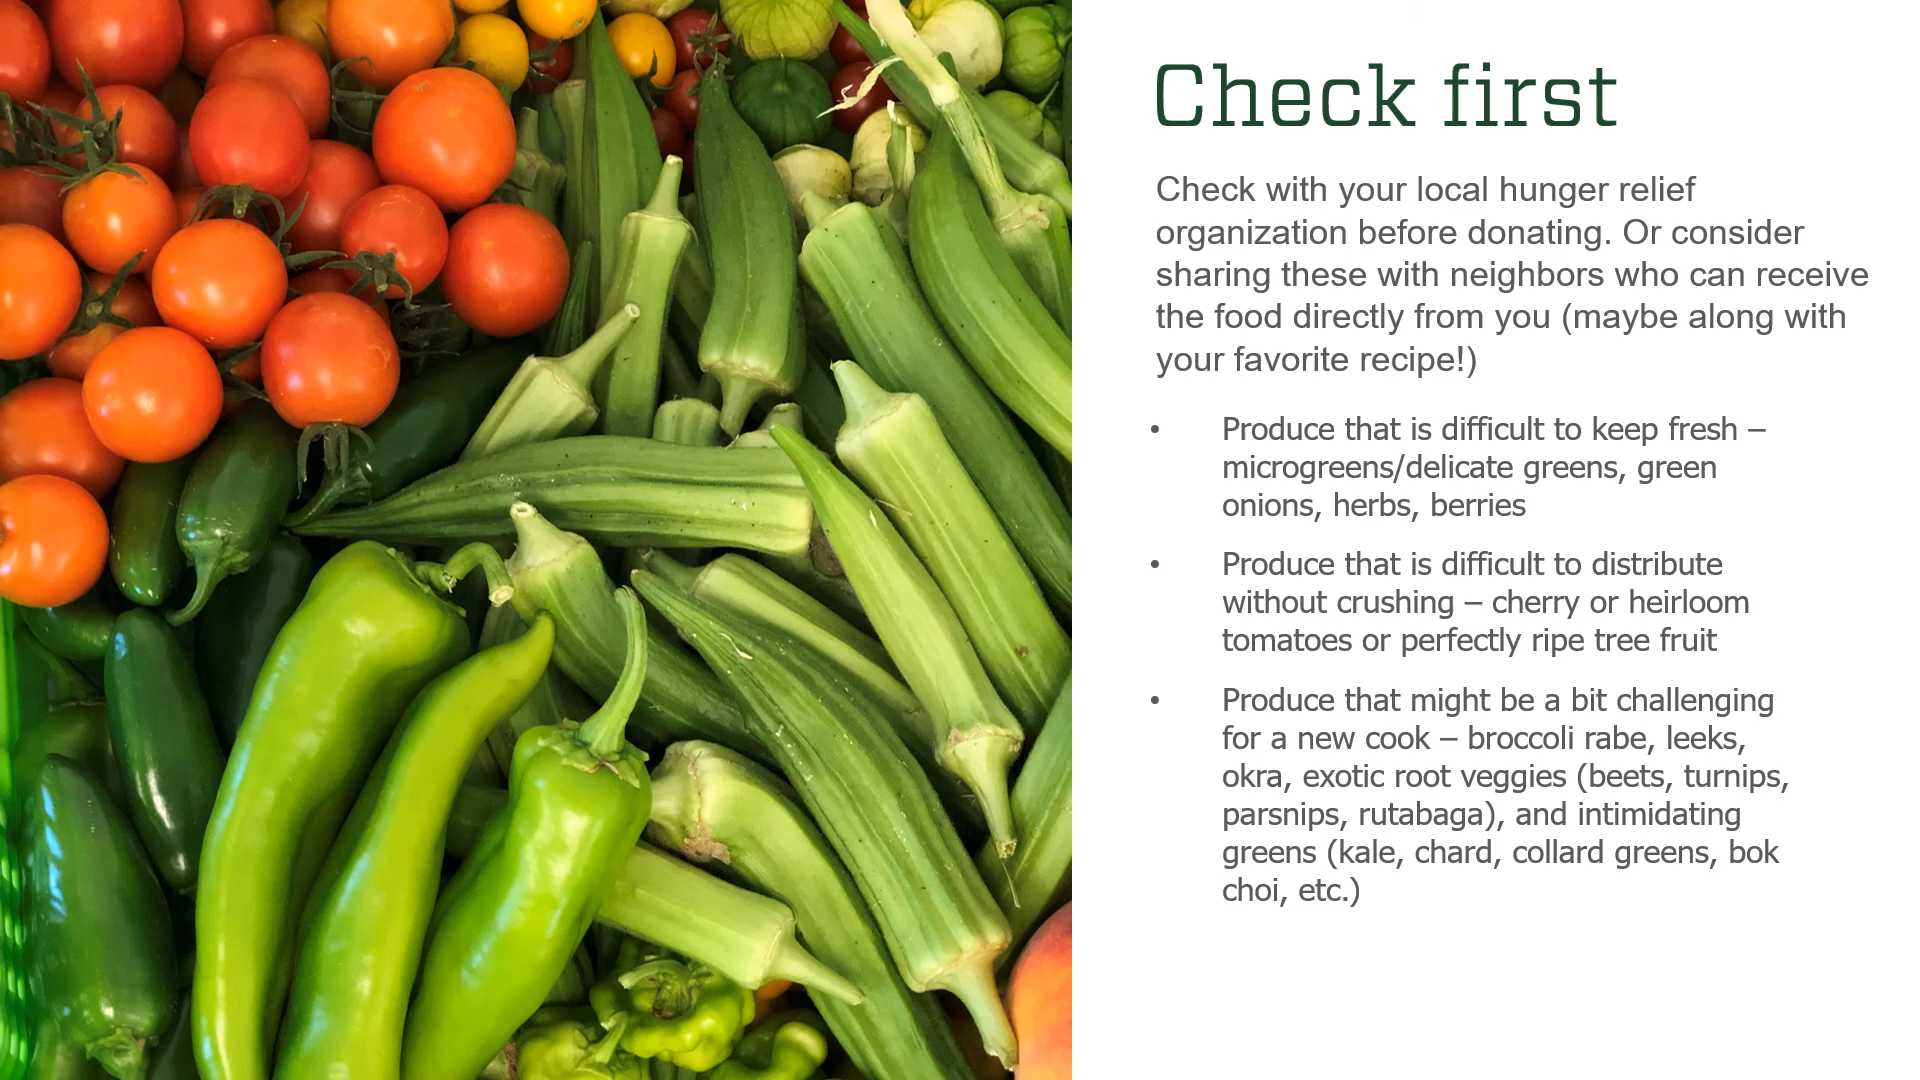 Check first
Check with your local hunger relief
organization before donating. Or consider
sharing these with neighbors who can receive
the food directly from you (maybe along with
your favorite recipe!)
• Produce that is difficult to keep fresh –
microgreens/delicate greens, green
onions, herbs, berries
• Produce that is difficult to distribute
without crushing – cherry or heirloom
tomatoes or perfectly ripe tree fruit
• Produce that might be a bit challenging
for a new cook – broccoli rabe, leeks,
okra, exotic root veggies (beets, turnips,
parsnips, rutabaga), and intimidating
greens (kale, chard, collard greens, bok
choi, etc.)